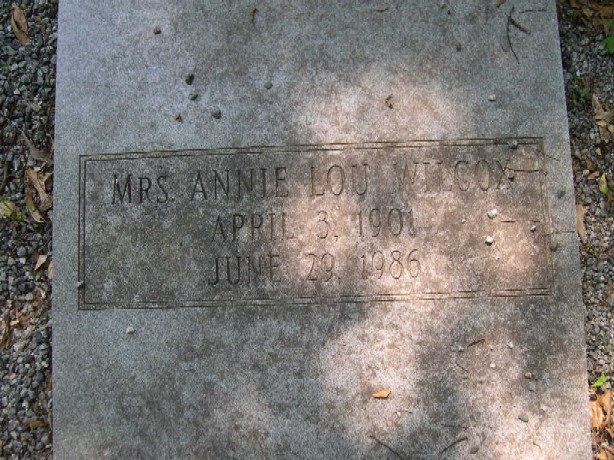 MRS. ANNIE LOU WILCOX
APRIL 3, 1901
JUNE 29, 1986